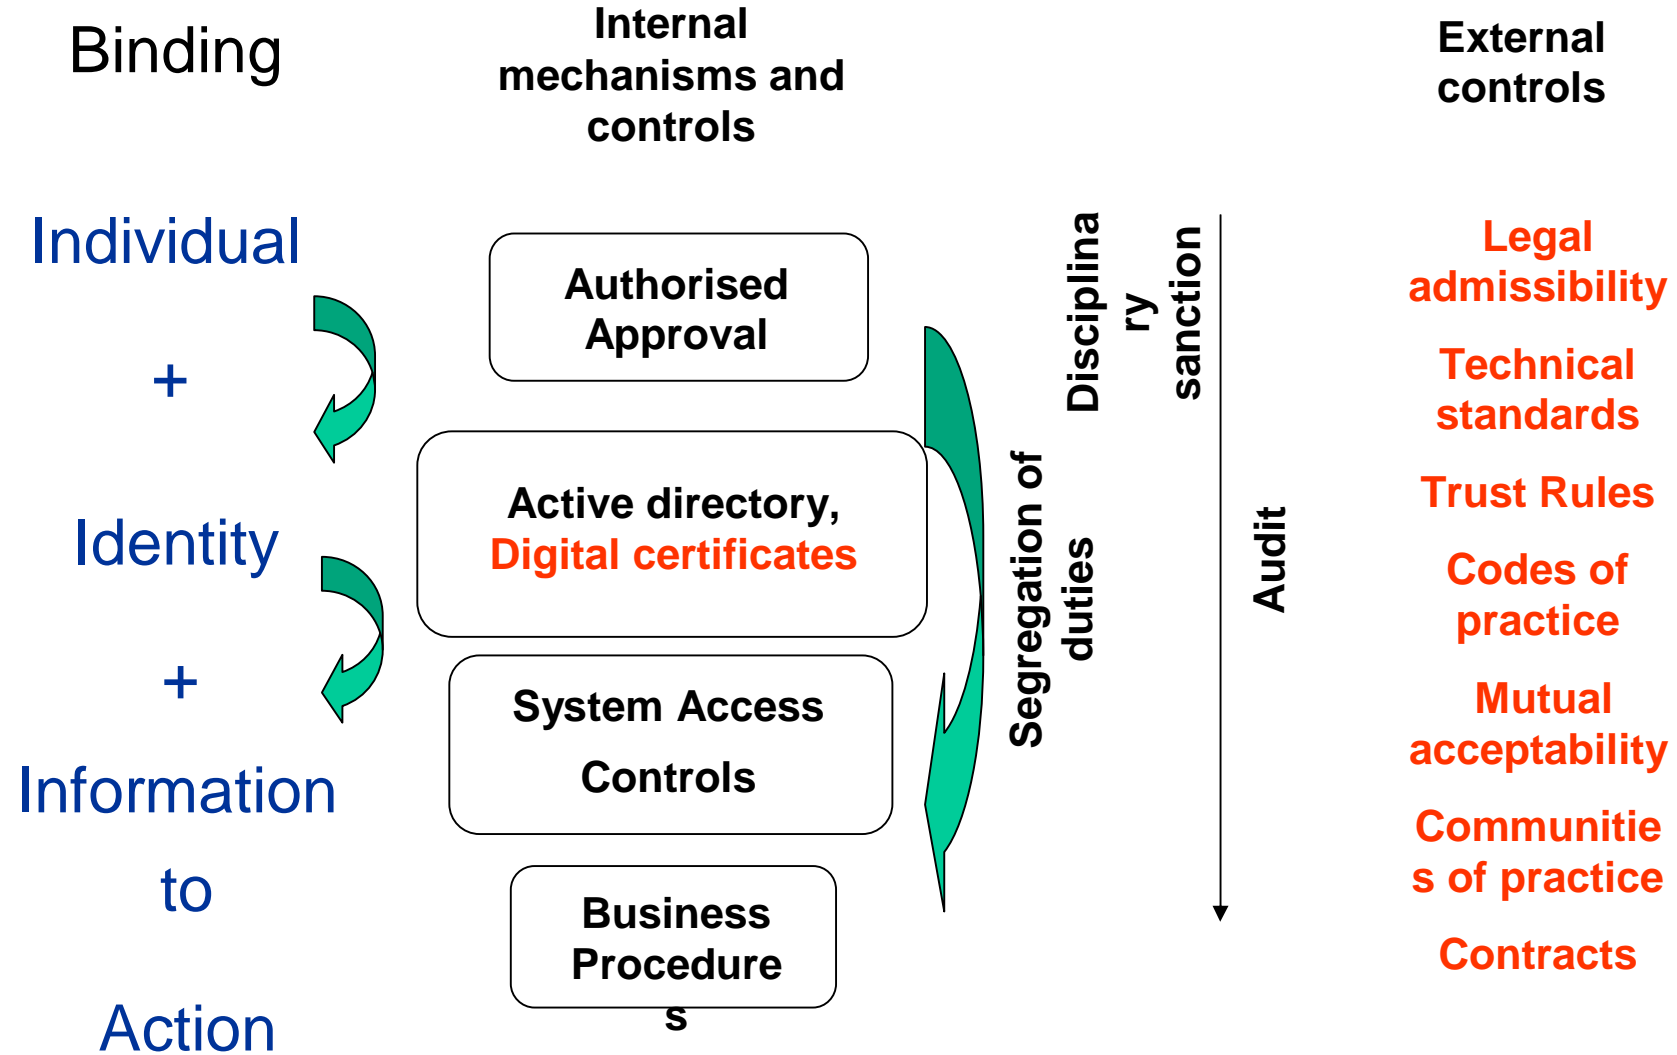 Binding
Internal
mechanisms and
controls
External
controls
Individual
+
Identity
+
Information
to
Action
Authorised
Approval
Active directory,
Digital certificates
System Access
Controls
Business
Procedure
s
Segregation of
duties
Disciplina
ry
sanction
Audit
Legal
admissibility
Technical
standards
Trust Rules
Codes of
practice
Mutual
acceptability
Communitie
s of practice
Contracts